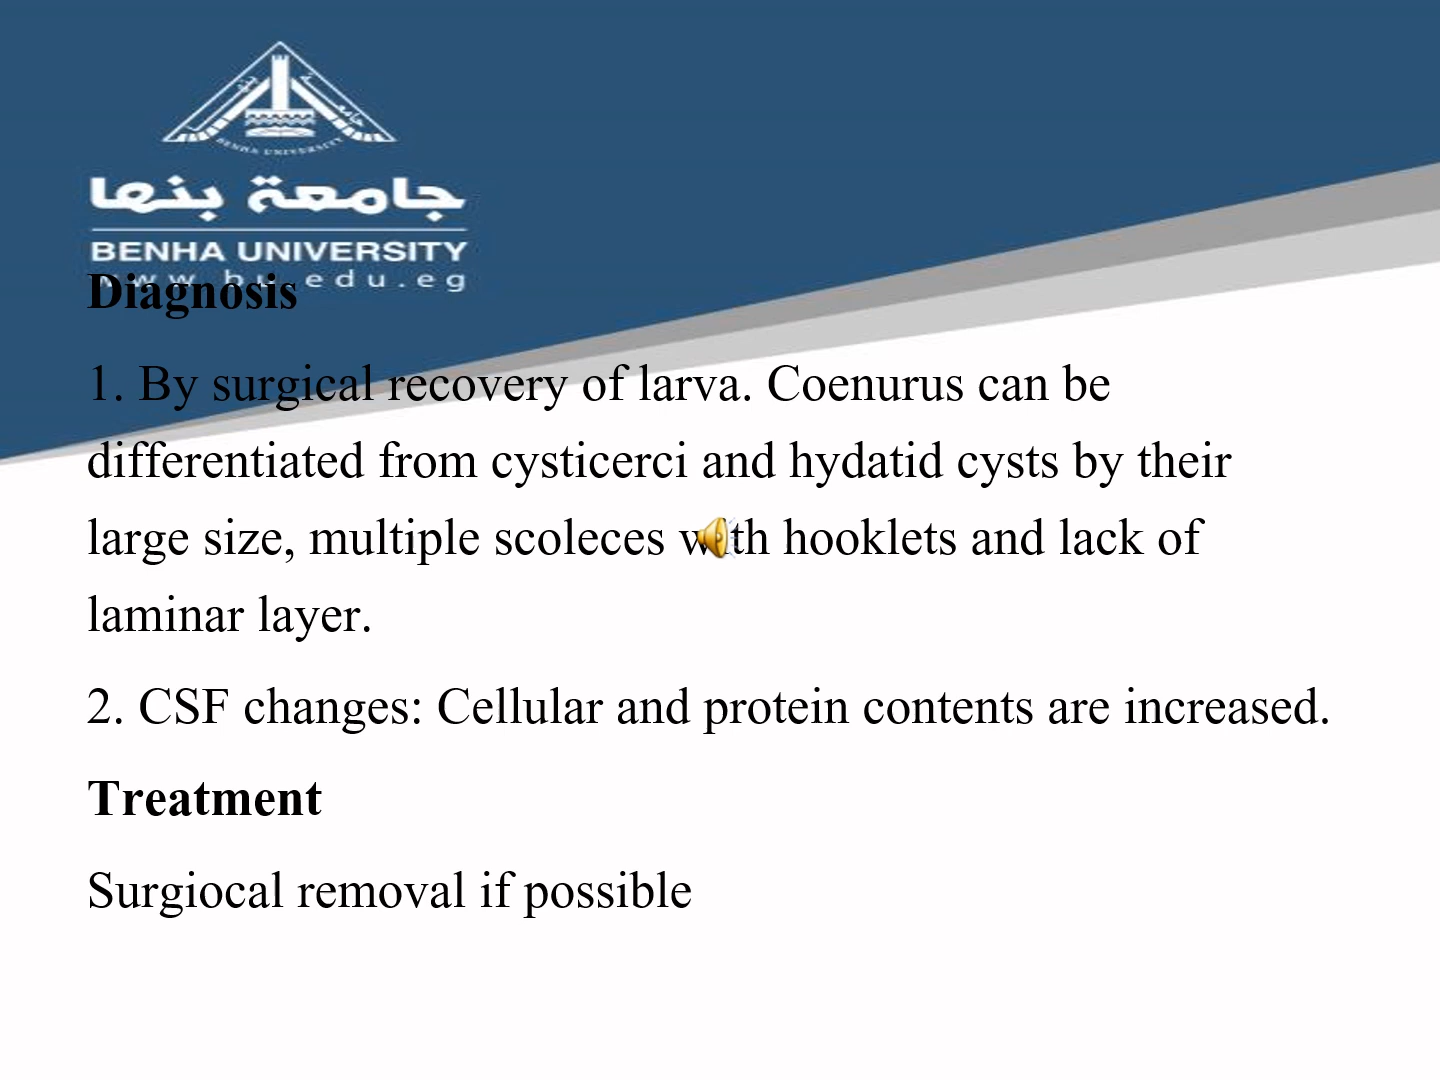 BENHA UNIVERSITY
جامعة بنها
BENHA UNIVERSITY
www.bu.edu.eg
Diagnosis
1. By surgical recovery of larva. Coenurus can be
differentiated from cysticerci and hydatid cysts by their
large size, multiple scoleces with hooklets and lack of
laminar layer.
2. CSF changes: Cellular and protein contents are increased.
Treatment
Surgiocal removal if possible